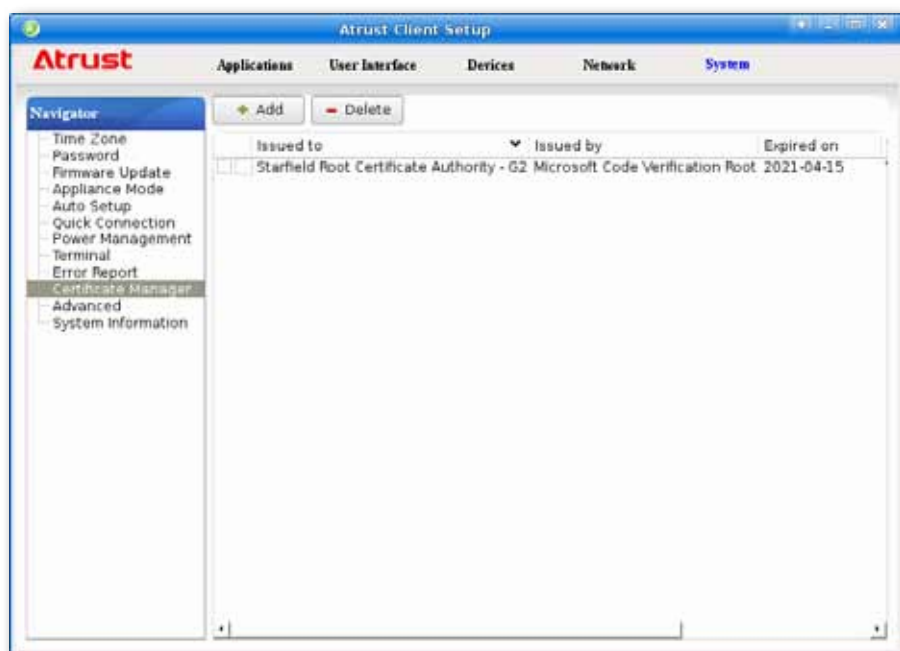 Atrust Client Setup
Atrust
Applications User Interface Devices Network System
Navigator
Time Zone
Password
Firmware Update
Appliance Mode
Auto Setup
Quick Connection
Power Management
Terminal
Error Report
Certificate Manager
Advanced
System Information
Add Delete
Issued to Issued by Expired on
Starfield Root Certificate Authority - G2 Microsoft Code Verification Root 2021-04-15